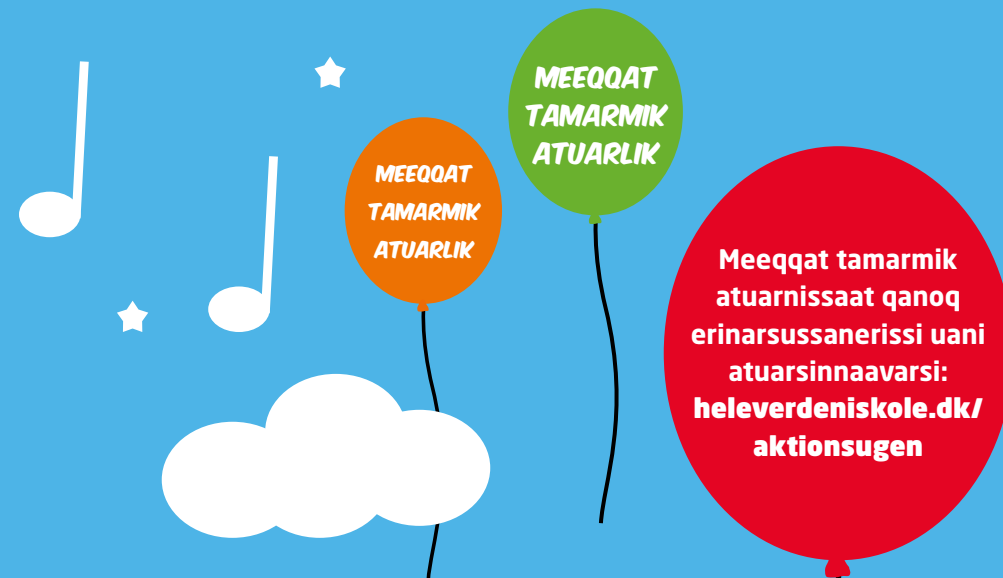 MEEQQAT
TAMARMIK
ATUARLIK
MEEQQAT
TAMARMIK
ATUARLIK
Meeqqat tamarmik
atuarnissaat qanoq
erinarsussanerissi uani
atuarsinnaavarsi:
heleverdeniskole.dk/
aktionsugen